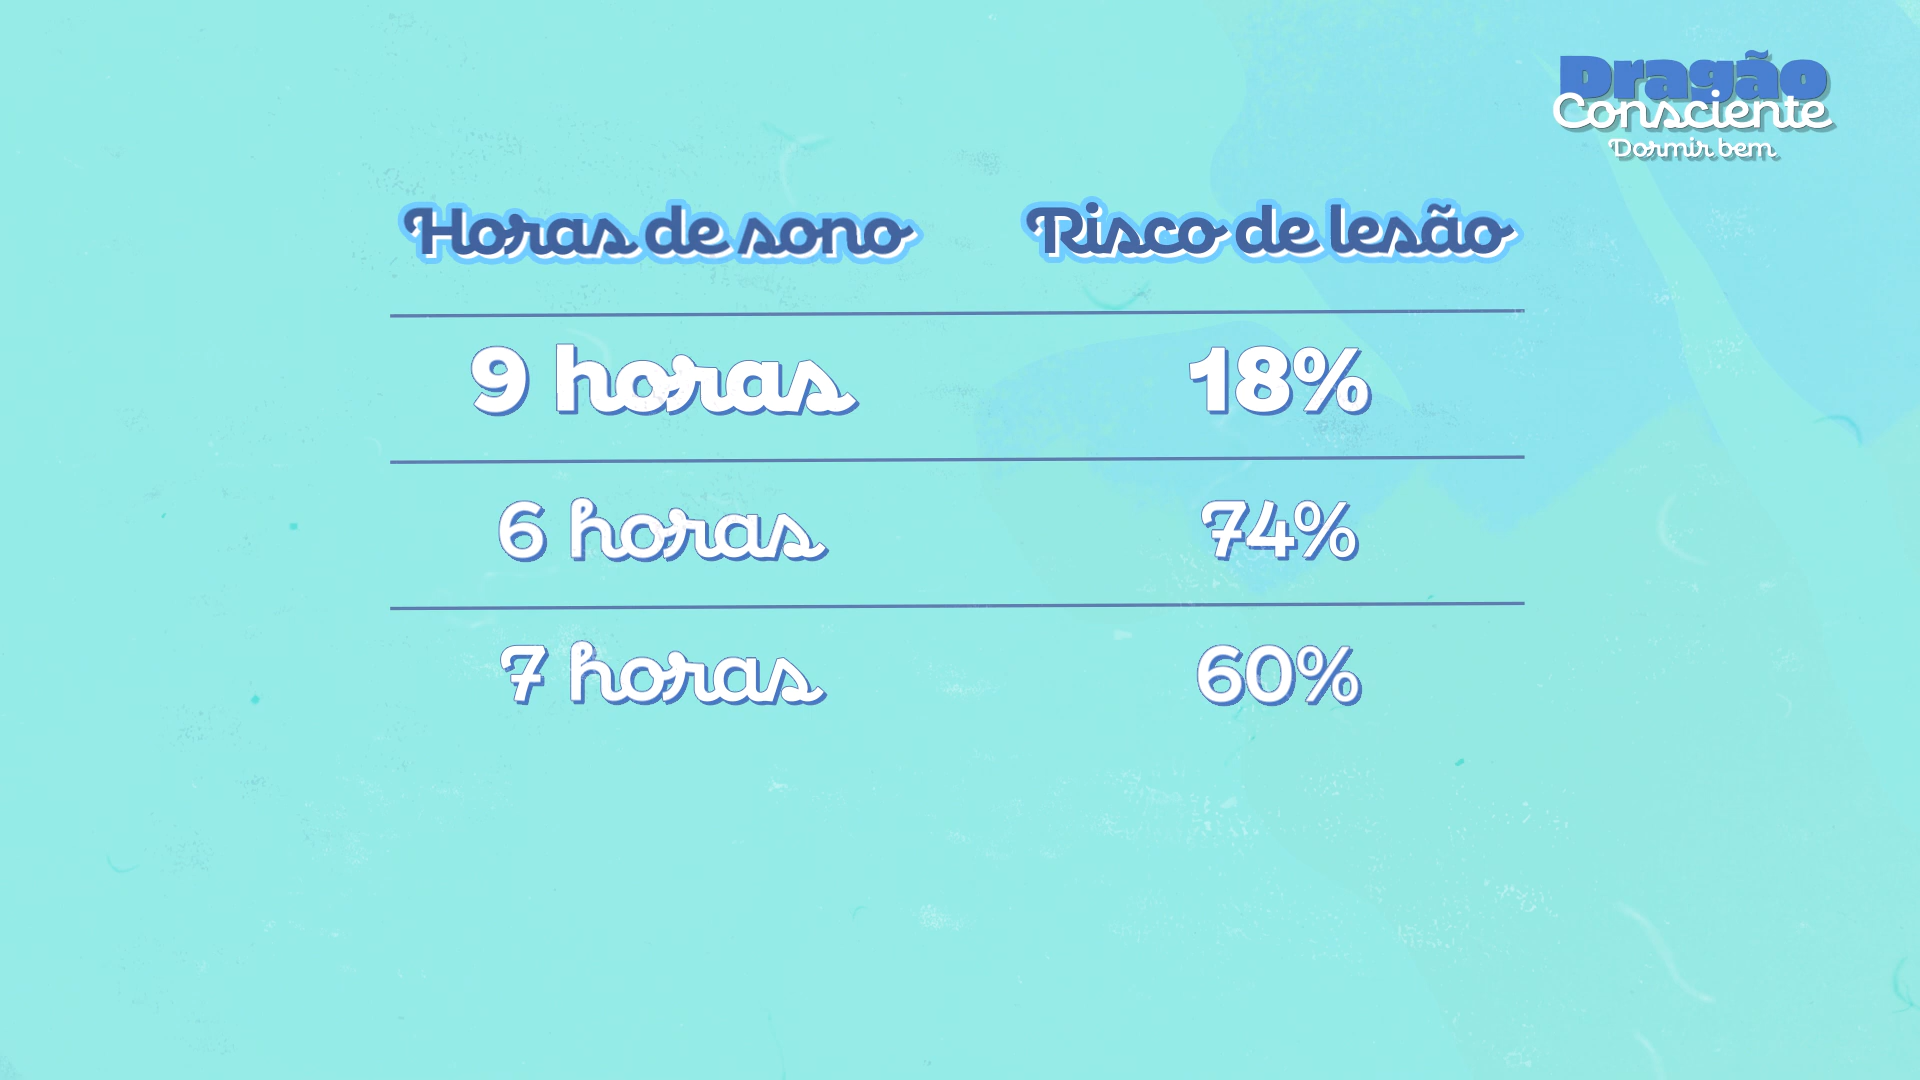 Dragão
Consciente
Dormir bem
Horas de sono Risco de lesão
9 horas 18%
6 horas 74%
7 horas 60%